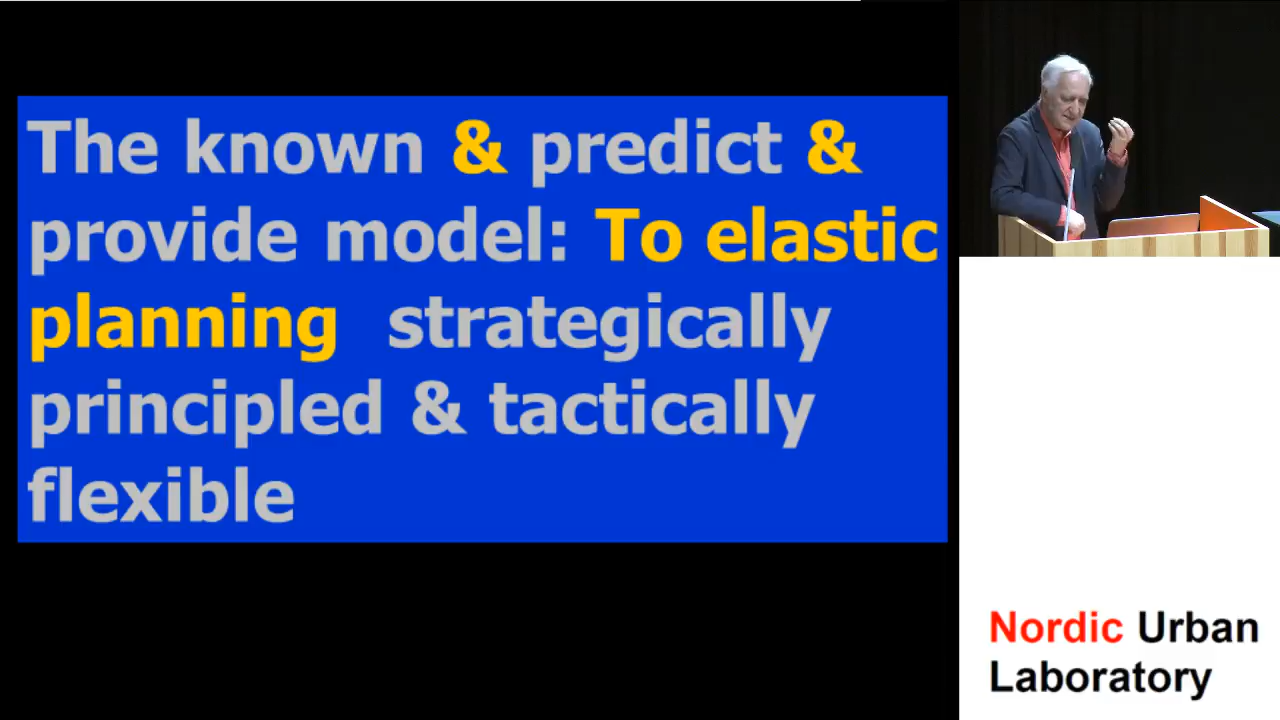 The known & predict &
provide model: To elastic
planning strategically
principled & tactically
flexible
Nordic Urban
Laboratory